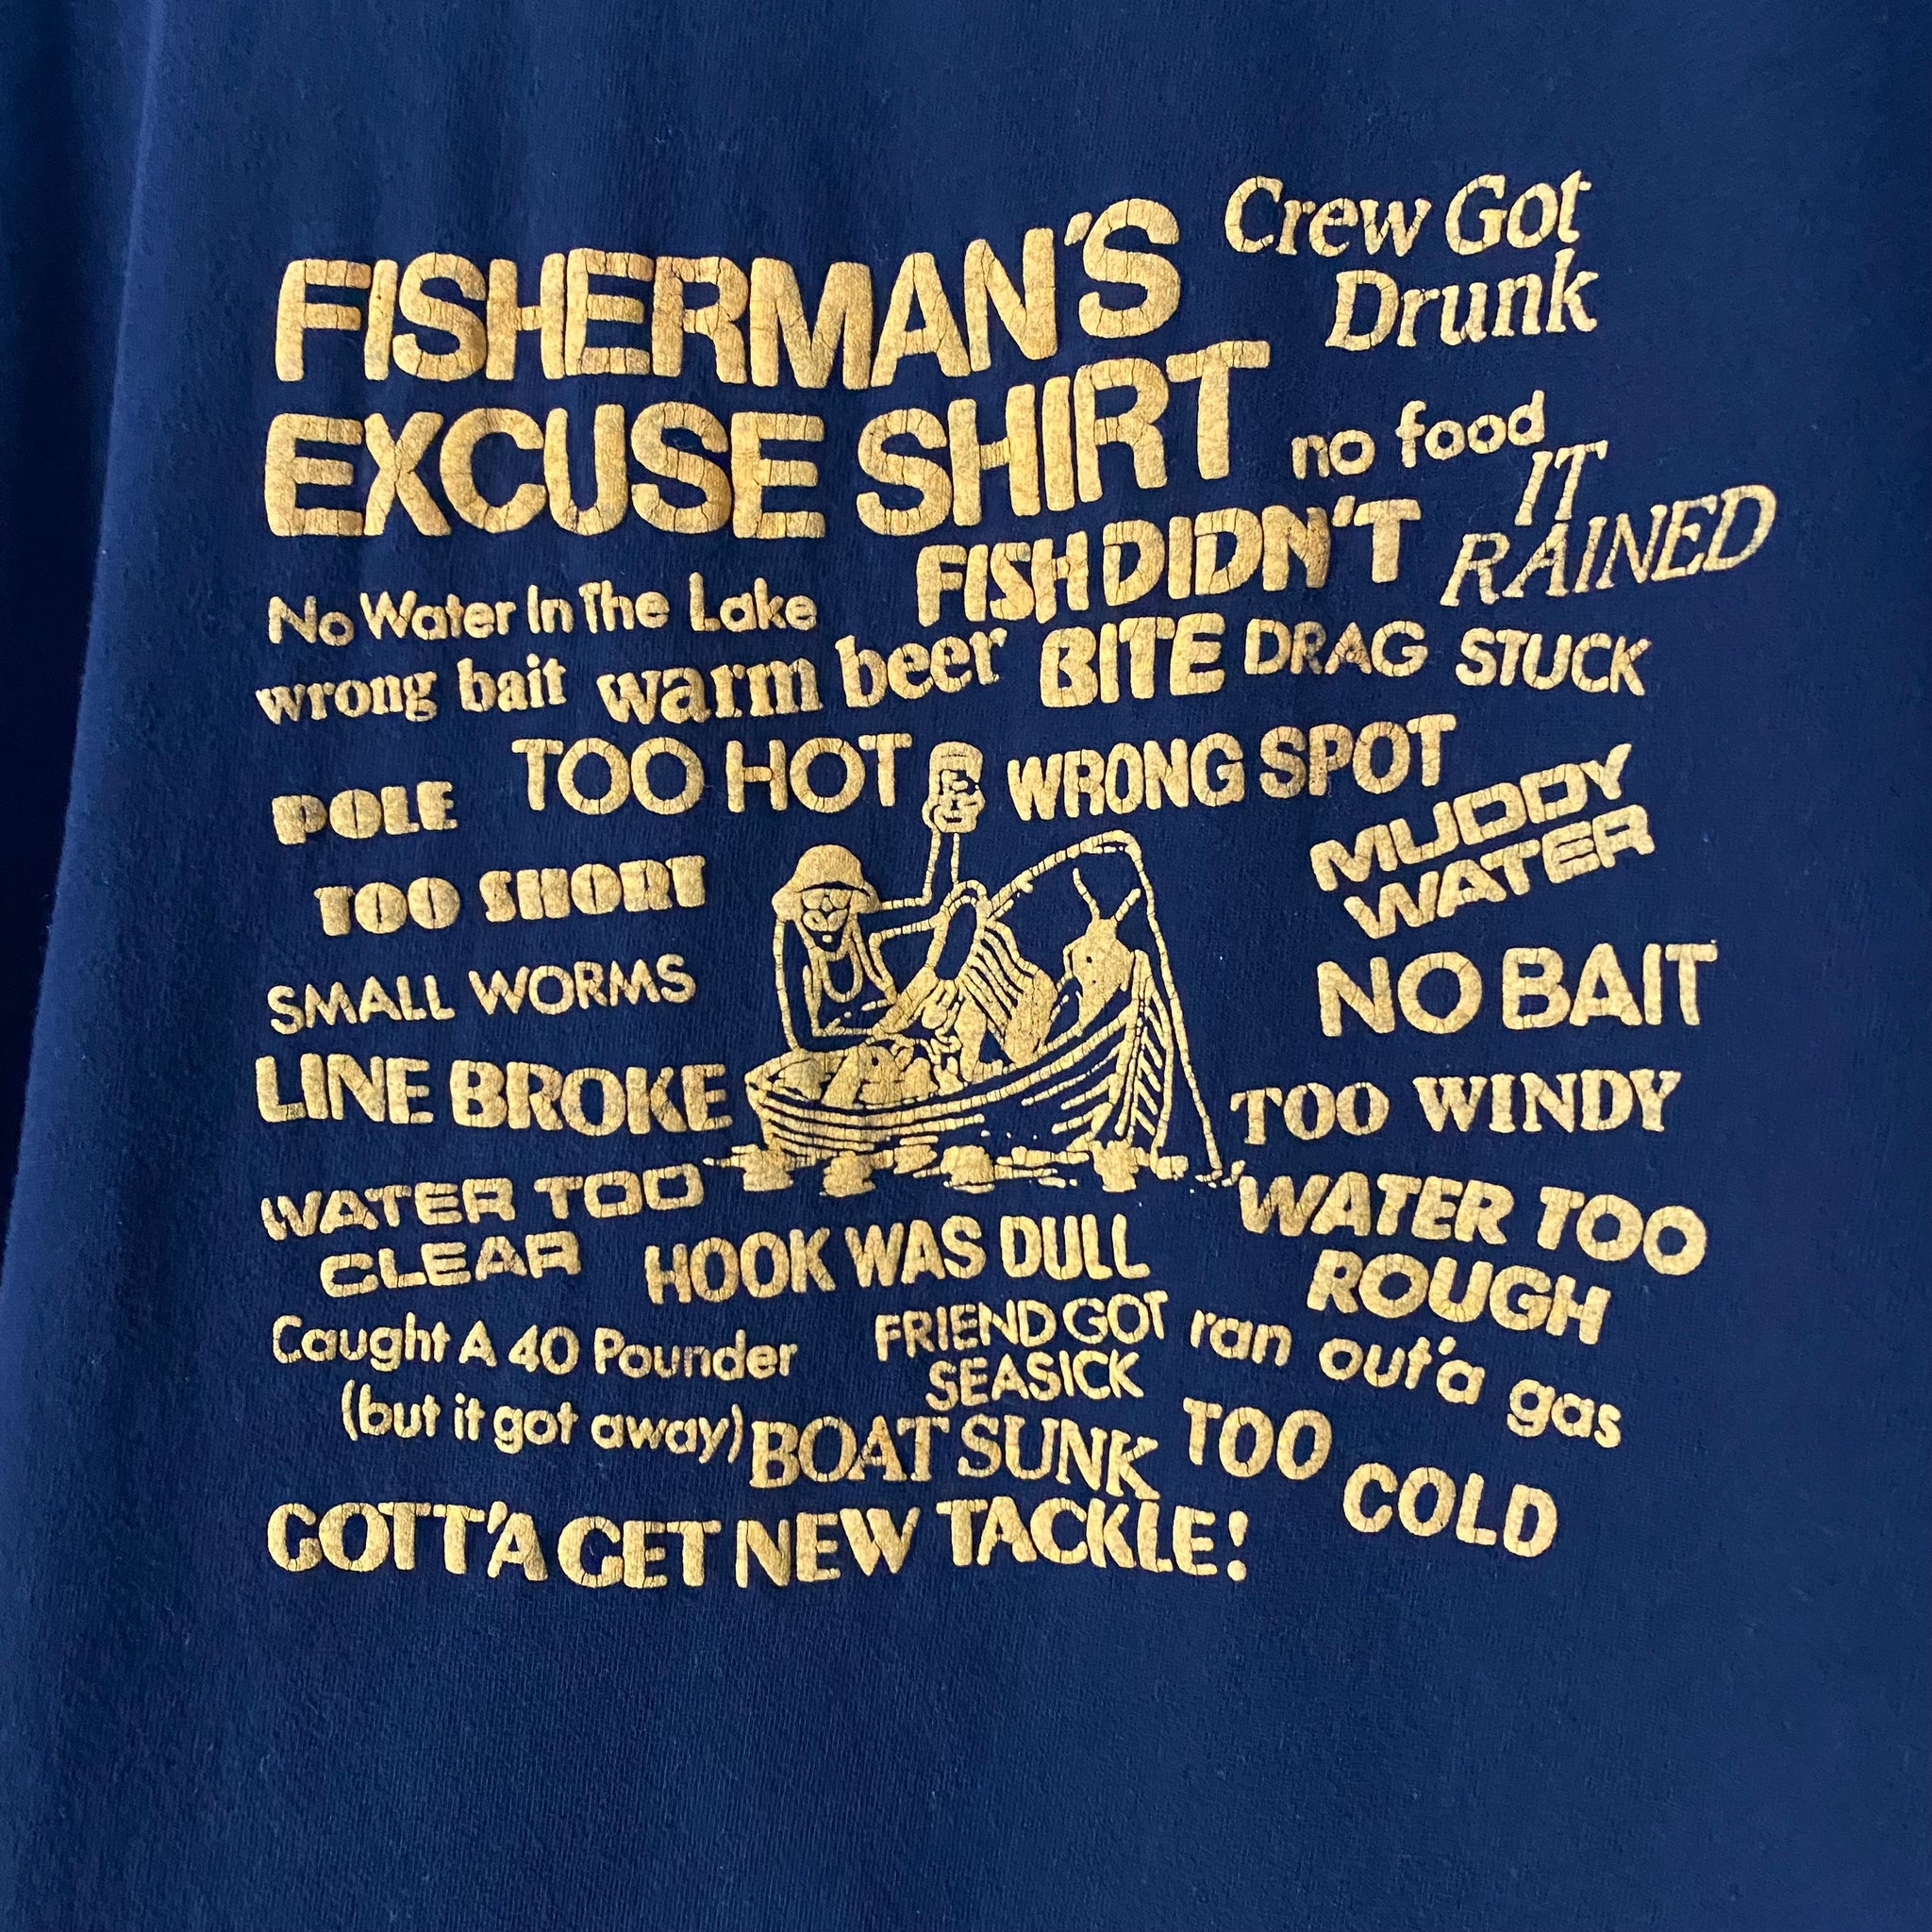 FISHERMAN'S
EXCUSE SHIRT
Crew Got
Drunk
no food
IT
RAINED
FISH DIDN'T
BITE
No Water In The Lake
wrong bait
warm beer
DRAG STUCK
POLE
TOO SHORT
TOO HOT
WRONG SPOT
MUDDY
WATER
SMALL WORMS
NO BAIT
LINE BROKE
TOO WINDY
WATER TOO
CLEAR
HOOK WAS DULL
WATER TOO
ROUGH
Caught A 40 Pounder
(but it got away)
FRIEND GOT
SEASICK
ran out'a gas
BOAT SUNK
TOO
COLD
GOTT'A GET NEW TACKLE!